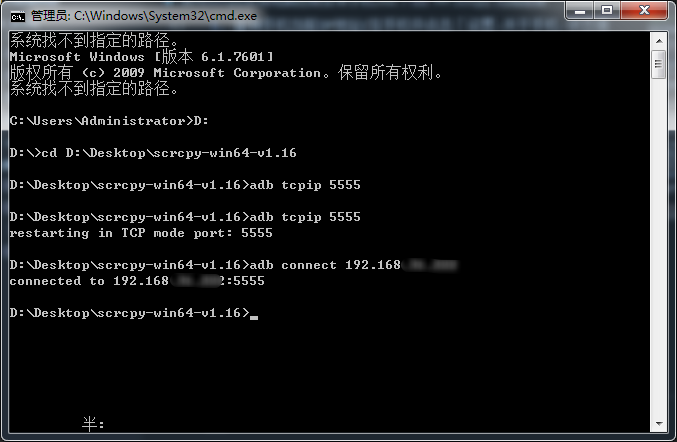 管理员: C:\Windows\System32\cmd.exe
系统找不到指定的路径。
Microsoft Windows [版本 6.1.7601]
版权所有 (c) 2009 Microsoft Corporation。保留所有权利。
系统找不到指定的路径。
C:\Users\Administrator>D:
D:\>cd D:\Desktop\scrcpy-win64-v1.16
D:\Desktop\scrcpy-win64-v1.16>adb tcpip 5555
D:\Desktop\scrcpy-win64-v1.16>adb tcpip 5555
restarting in TCP mode port: 5555
D:\Desktop\scrcpy-win64-v1.16>adb connect 192.168
connected to 192.168 2:5555
D:\Desktop\scrcpy-win64-v1.16>
半: